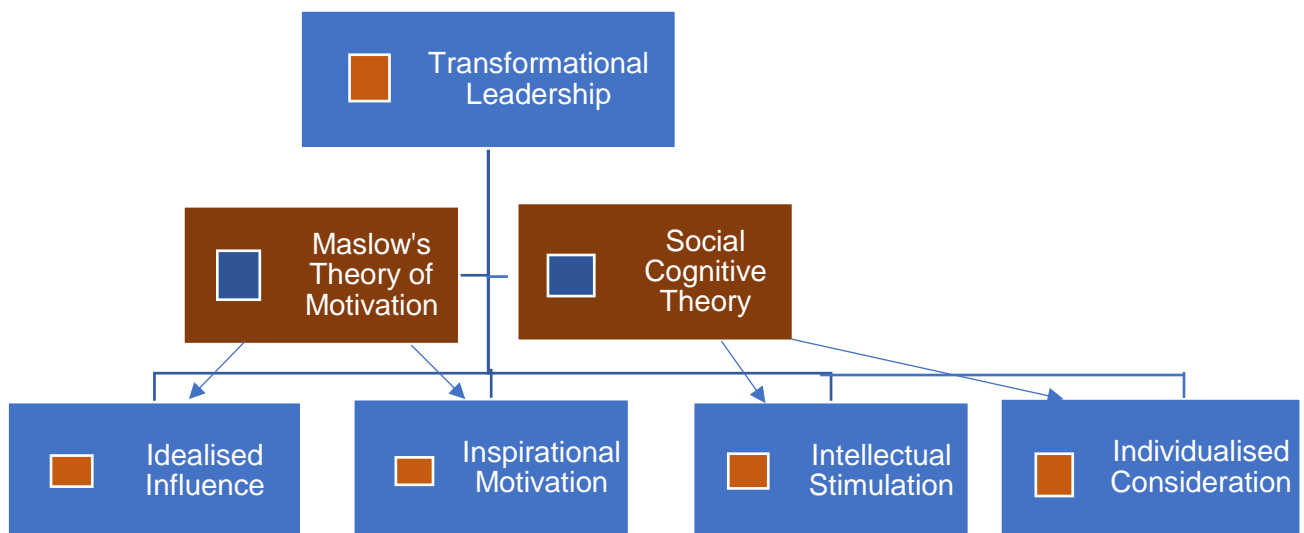 Transformational
Leadership
Maslow's
Theory of
Motivation
Social
Cognitive
Theory
Idealised
Influence
Inspirational
Motivation
Intellectual
Stimulation
Individualised
Consideration